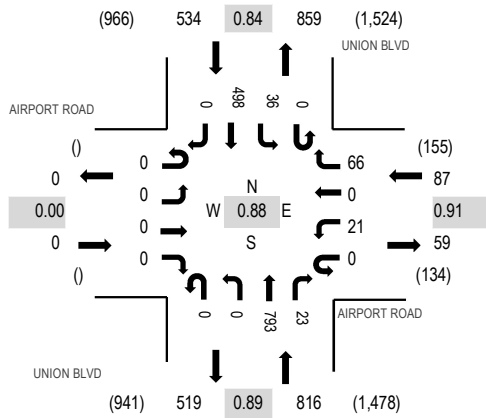 (966) 534 0.84 859 (1,524)
UNION BLVD
AIRPORT ROAD
0 498 36 0
() 0 66 (155)
0 0 N 0 87
0.00 W 0.88 E 0.91
0 0 S 21 59
() 0 0 (134)
0 0 793 23
AIRPORT ROAD
UNION BLVD
(941) 519 0.89 816 (1,478)